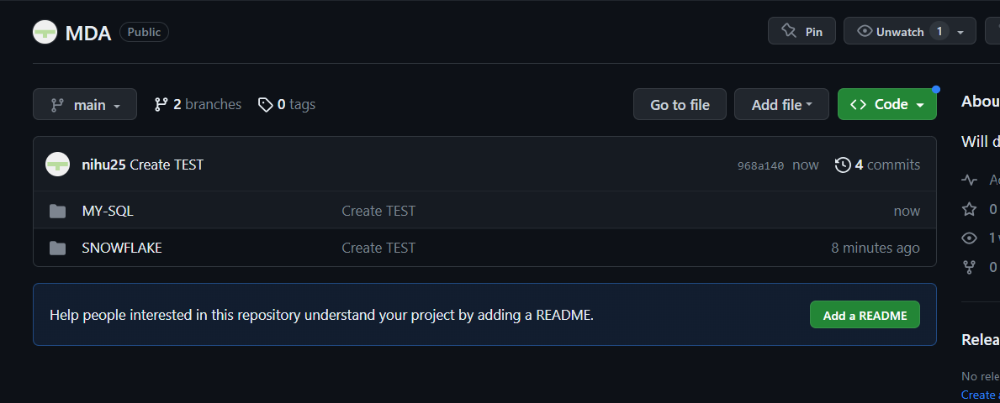 MDA Public Pin Unwatch 1
main 2 branches 0 tags Go to file Add file Code
nihu25 Create TEST 968a140 now 4 commits
MY-SQL Create TEST now
SNOWFLAKE Create TEST 8 minutes ago
Help people interested in this repository understand your project by adding a README. Add a README
Abou
Will d
0
1
0
Relea
No rele
Create